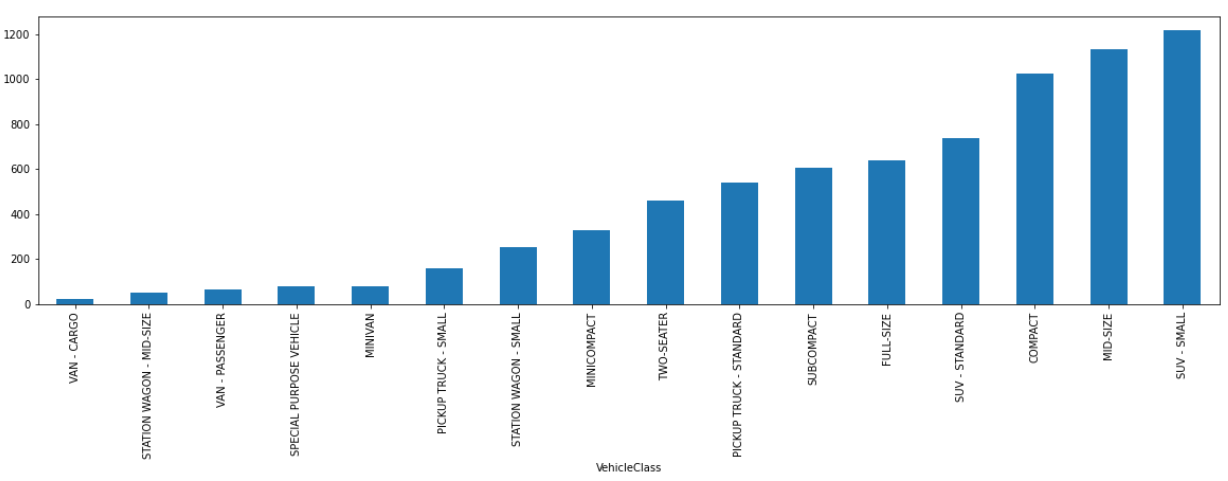 1200
1000
800
600
400
200
0
VAN - CARGO
STATION WAGON - MID-SIZE
VAN - PASSENGER
SPECIAL PURPOSE VEHICLE
MINIVAN
PICKUP TRUCK - SMALL
STATION WAGON - SMALL
MINICOMPACT
TWO-SEATER
PICKUP TRUCK - STANDARD
SUBCOMPACT
FULL-SIZE
SUV - STANDARD
COMPACT
MID-SIZE
SUV - SMALL
VehicleClass